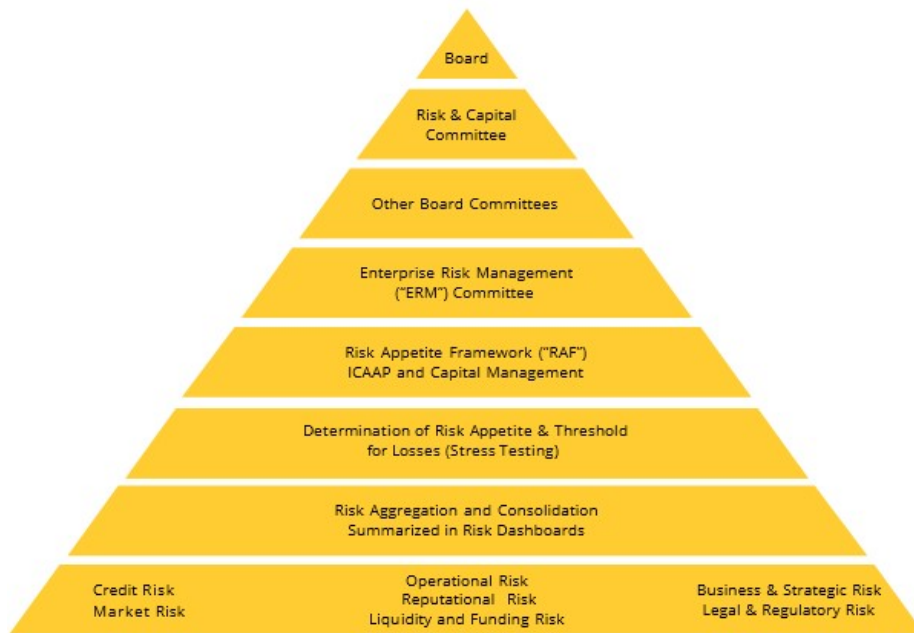 Board
Risk & Capital
Committee
Other Board Committees
Enterprise Risk Management
(“ERM”) Committee
Risk Appetite Framework (“RAF”)
ICAAP and Capital Management
Determination of Risk Appetite & Threshold
for Losses (Stress Testing)
Risk Aggregation and Consolidation
Summarized in Risk Dashboards
Credit Risk
Market Risk
Operational Risk
Reputational Risk
Liquidity and Funding Risk
Business & Strategic Risk
Legal & Regulatory Risk